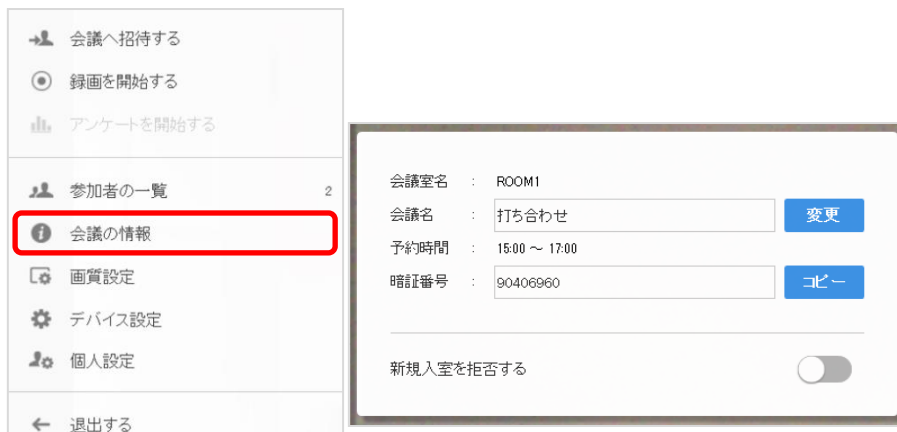 会議へ招待する
録画を開始する
アンケートを開始する
参加者の一覧 2
会議の情報
画質設定
デバイス設定
個人設定
退出する
会議室名 : ROOM1
会議名 : 打ち合わせ 変更
予約時間 : 15:00 ～ 17:00
暗証番号 : 90406960 コピー
新規入室を拒否する